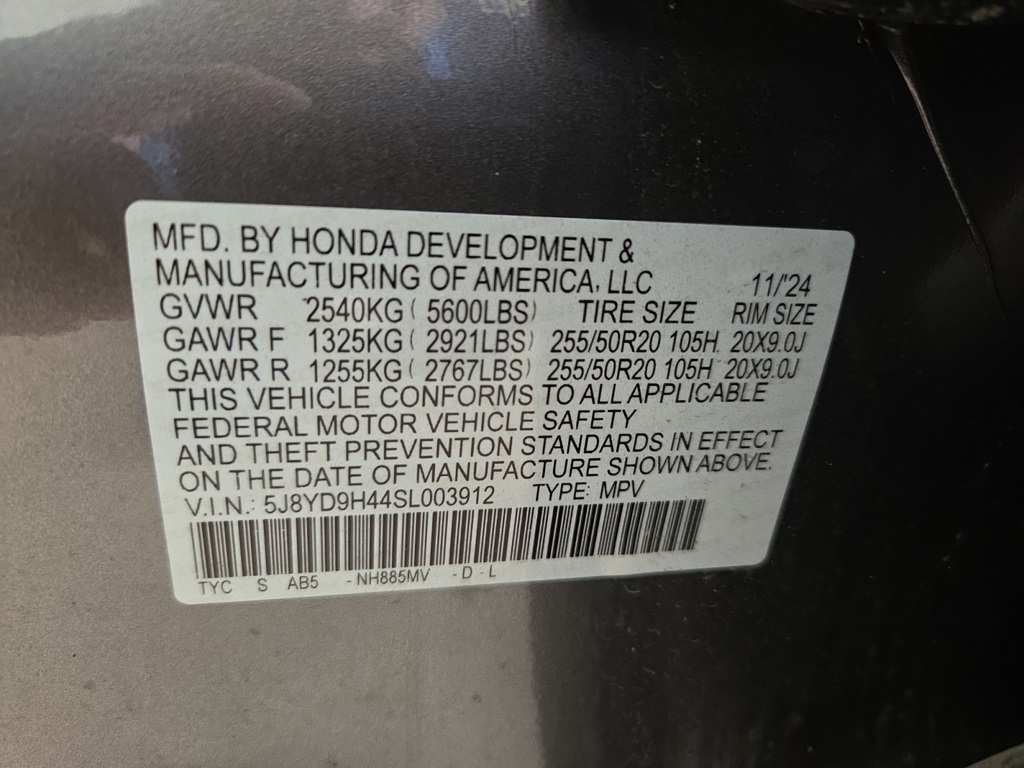 MFD. BY HONDA DEVELOPMENT &
MANUFACTURING OF AMERICA, LLC 11/'24
GVWR 2540KG ( 5600LBS) TIRE SIZE RIM SIZE
GAWR F 1325KG ( 2921LBS) 255/50R20 105H 20X9.0J
GAWR R 1255KG ( 2767LBS) 255/50R20 105H 20X9.0J
THIS VEHICLE CONFORMS TO ALL APPLICABLE
FEDERAL MOTOR VEHICLE SAFETY
AND THEFT PREVENTION STANDARDS IN EFFECT
ON THE DATE OF MANUFACTURE SHOWN ABOVE.
V.I.N.: 5J8YD9H44SL003912 TYPE: MPV
TYC S AB5 -NH885MV -D-L